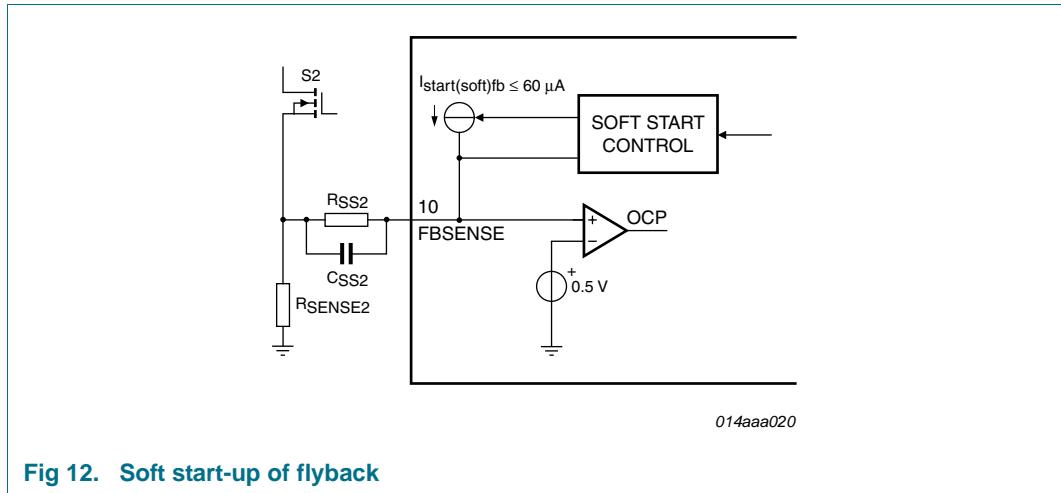 S2
Istart(soft)fb ≤ 60 μA
SOFT START
CONTROL
RSS2
10
FBSENSE
CSS2
RSENSE2
OCP
+
−
+
0.5 V
014aaa020
Fig 12. Soft start-up of flyback